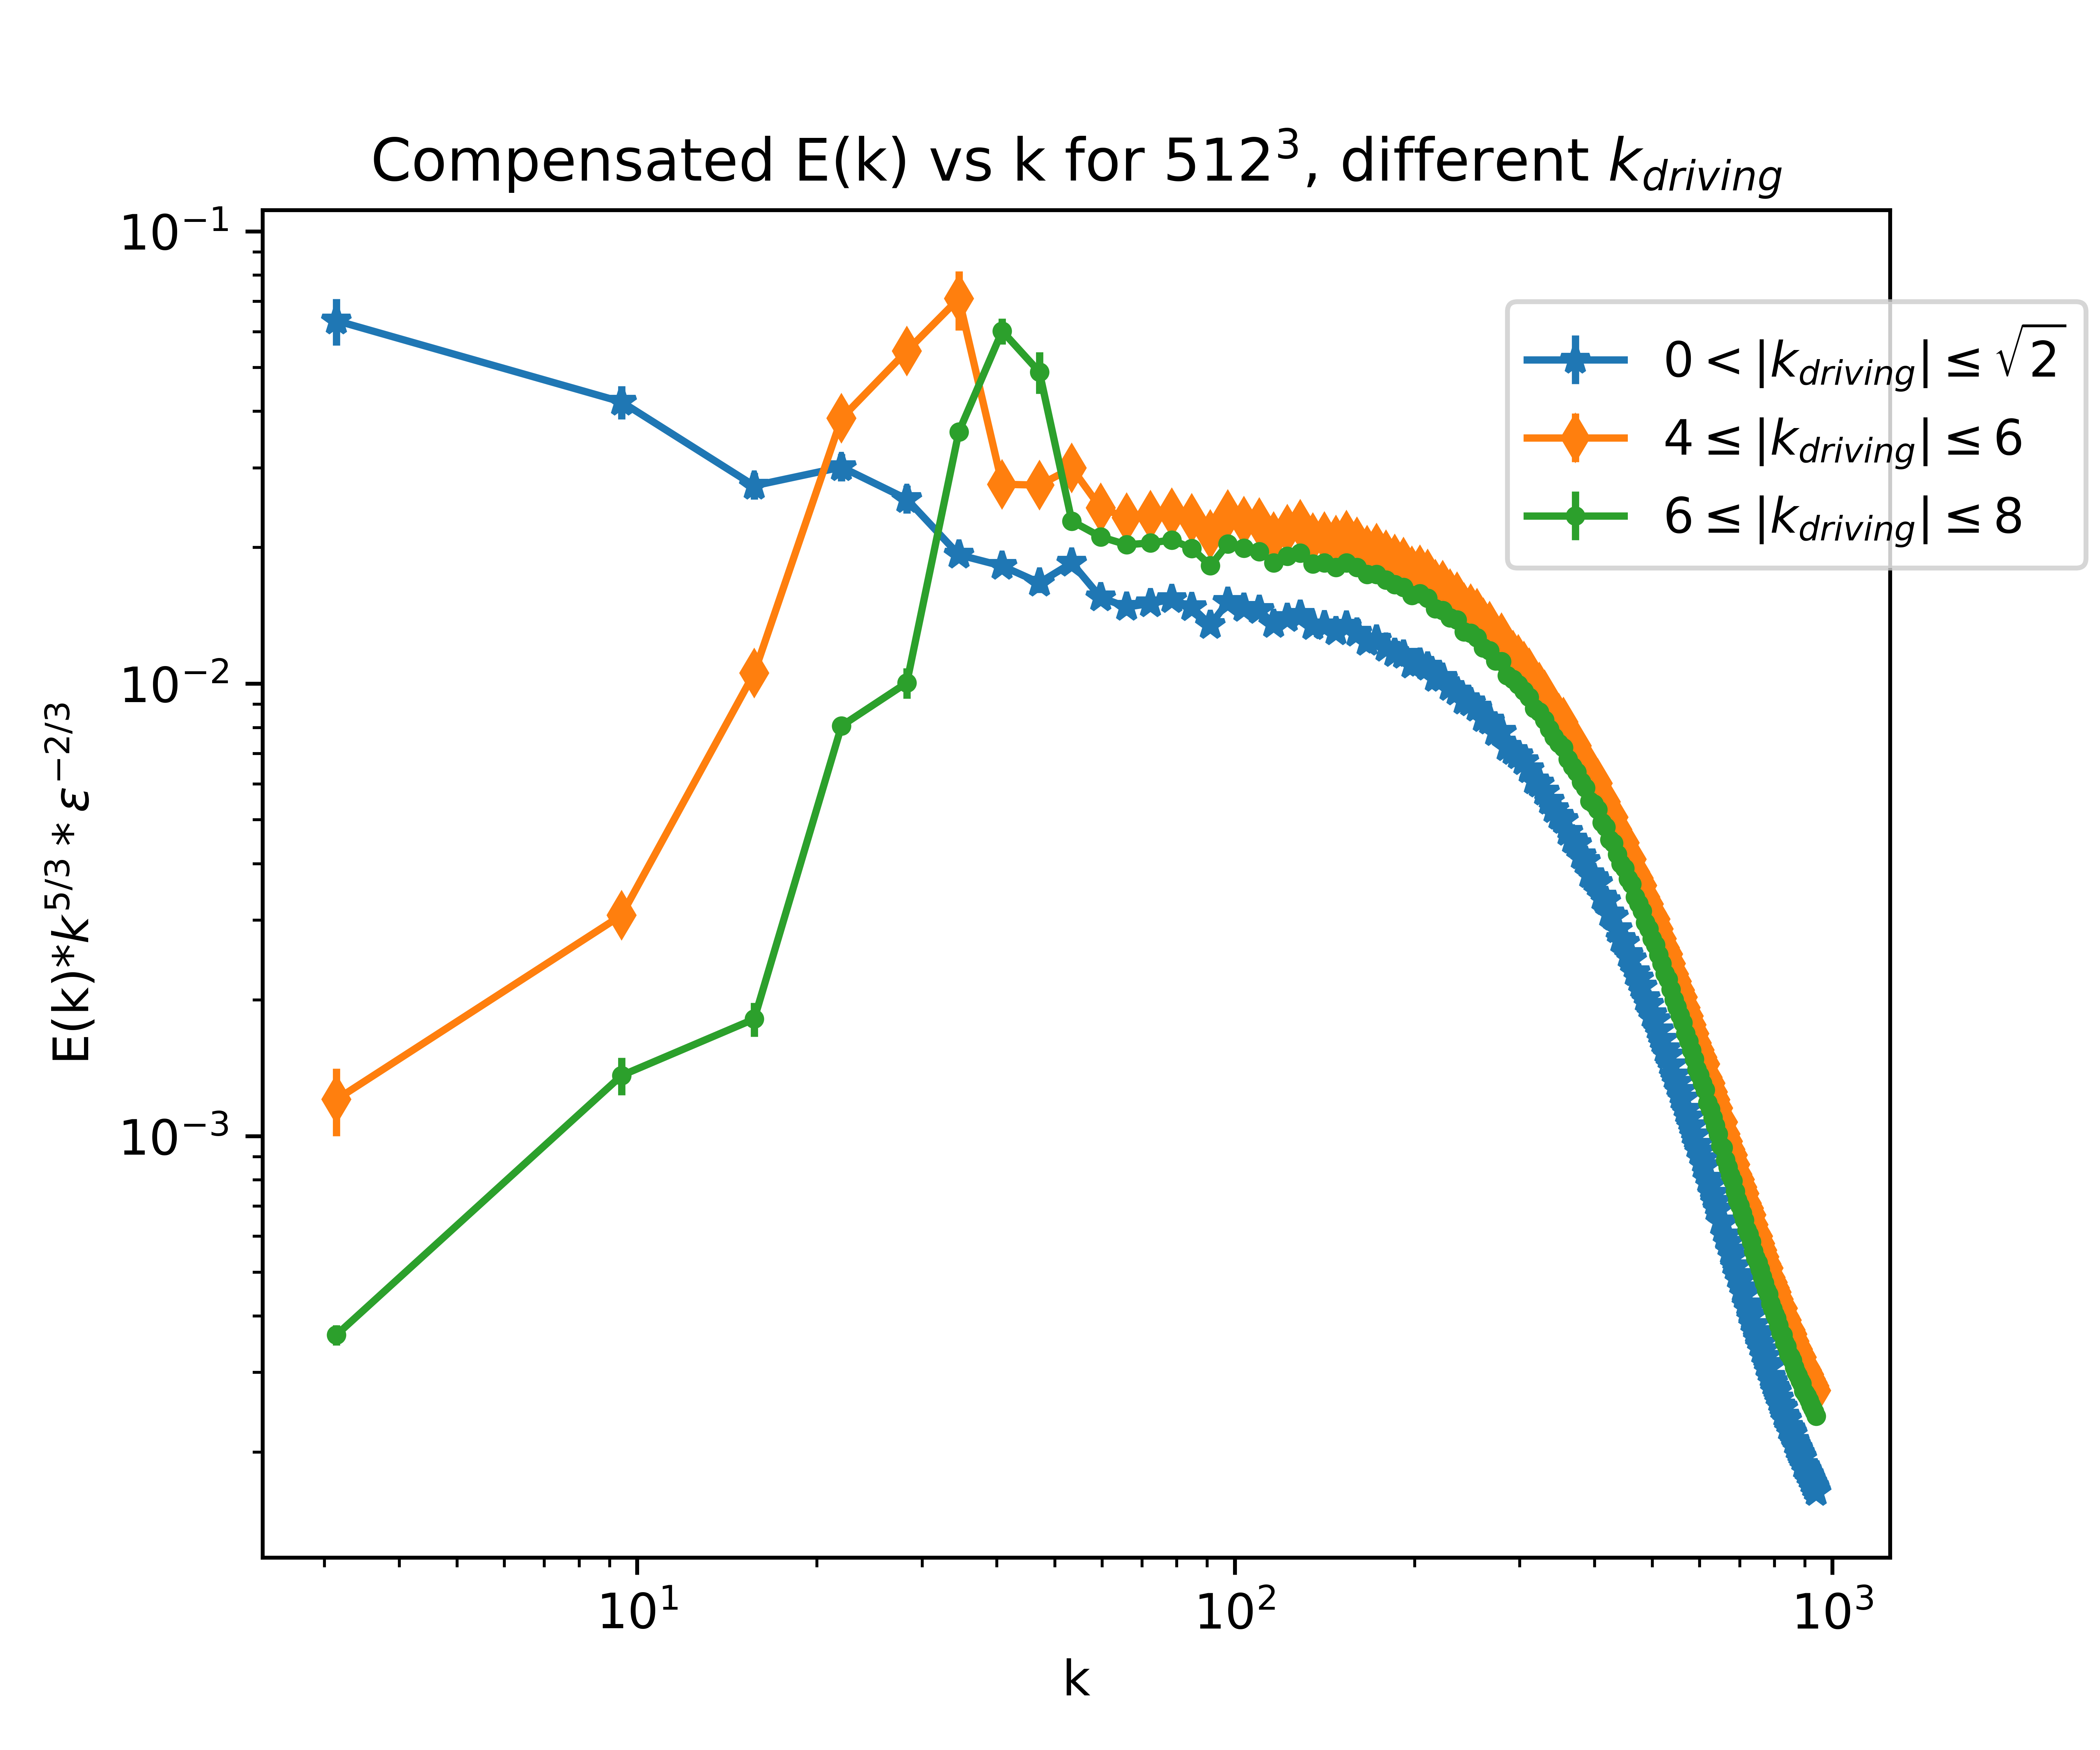 Compensated E(k) vs k for 512³, different k_driving
10⁻¹
10⁻²
10⁻³
E(k)*k^{5/3} * ε^{−2/3}
0 < |k_driving| ≤ √2
4 ≤ |k_driving| ≤ 6
6 ≤ |k_driving| ≤ 8
10¹ 10² 10³
k